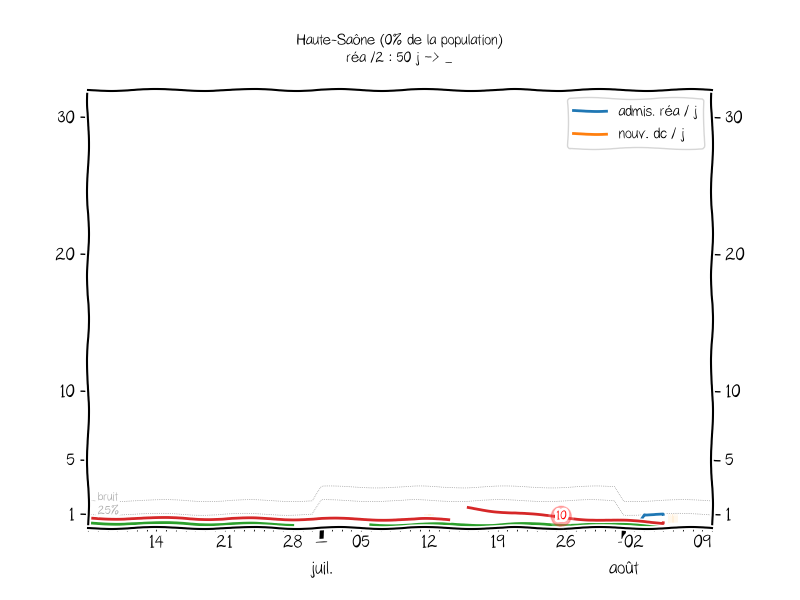 Haute-Saône (0% de la population)
réa /2 : 50 j -> _
admis. réa / j
nouv. dc / j
30 30
20 20
10 10
5 5
bruit
25%
1 1
10
14 21 28 05 12 19 26 02 09
juil. août